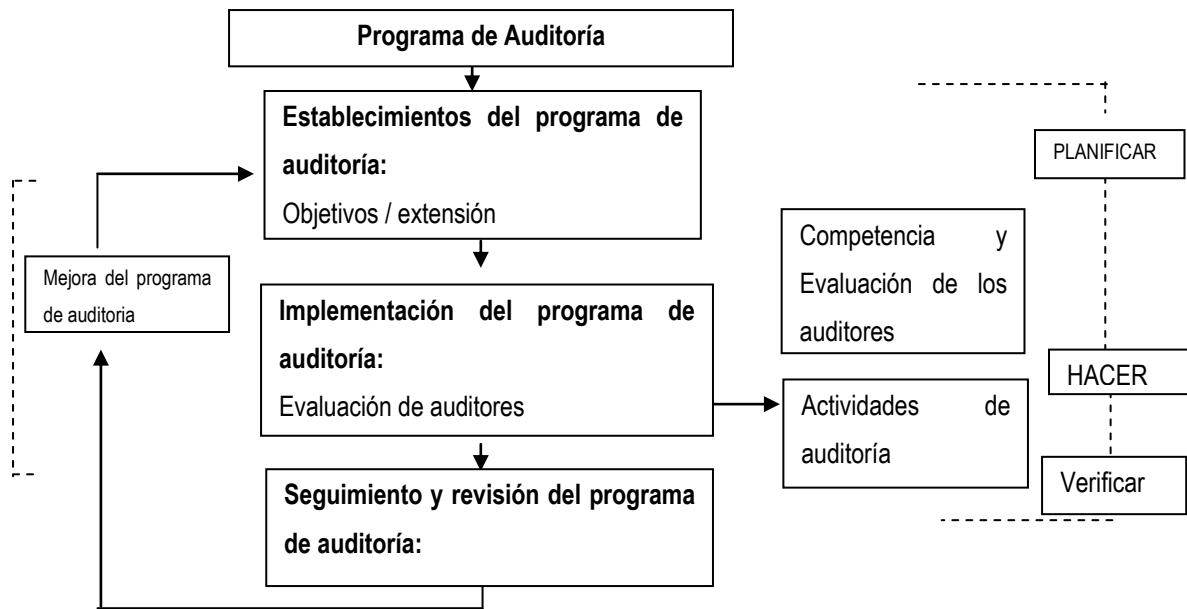 Programa de Auditoría
Establecimientos del programa de
auditoría:
Objetivos / extensión
PLANIFICAR
Mejora del programa
de auditoria
Competencia y
Evaluación de los
auditores
Implementación del programa de
auditoría:
Evaluación de auditores
HACER
Actividades de
auditoría
Verificar
Seguimiento y revisión del programa
de auditoría: